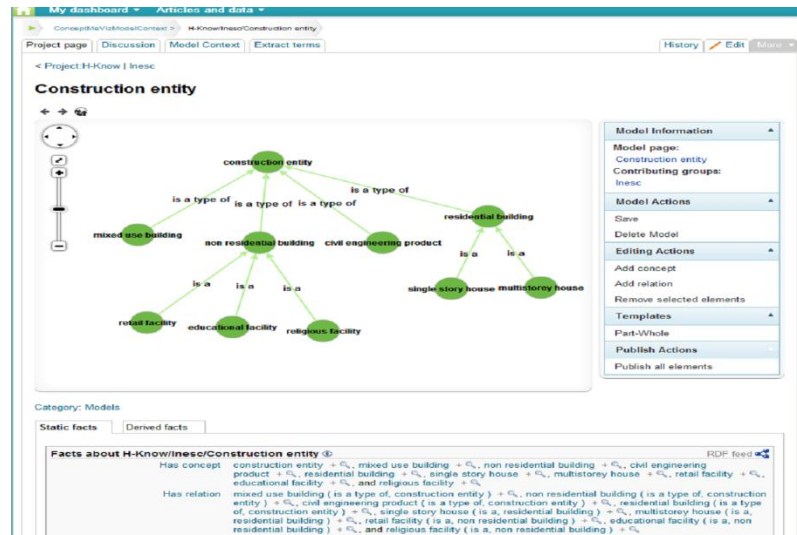 My dashboard Articles and data
ConceptMeVizModelContext > H-Know/Inesc/Construction entity
Project page Discussion Model Context Extract terms History Edit More
< Project:H-Know | Inesc
Construction entity
construction entity
is a type of
is a type of is a type of is a type of
residential building
mixed use building non residential building civil engineering product
is a is a
is a is a is a
single story house multistorey house
retail facility educational facility religious facility
Model Information
Model page:
Construction entity
Contributing groups:
Inesc
Model Actions
Save
Delete Model
Editing Actions
Add concept
Add relation
Remove selected elements
Templates
Part-Whole
Publish Actions
Publish all elements
Category: Models
Static facts Derived facts
Facts about H-Know/Inesc/Construction entity RDF feed
Has concept construction entity + , mixed use building + , non residential building + , civil engineering
product + , residential building + , single story house + , multistorey house + , retail facility + ,
educational facility + , and religious facility +
Has relation mixed use building ( is a type of, construction entity ) + , non residential building ( is a type of, construction
entity ) + , civil engineering product ( is a type of, construction entity ) + , residential building ( is a type
of, construction entity ) + , single story house ( is a, residential building ) + , multistorey house ( is a,
residential building ) + , retail facility ( is a, non residential building ) + , educational facility ( is a, non
residential building ) + , and religious facility ( is a, non residential building ) +